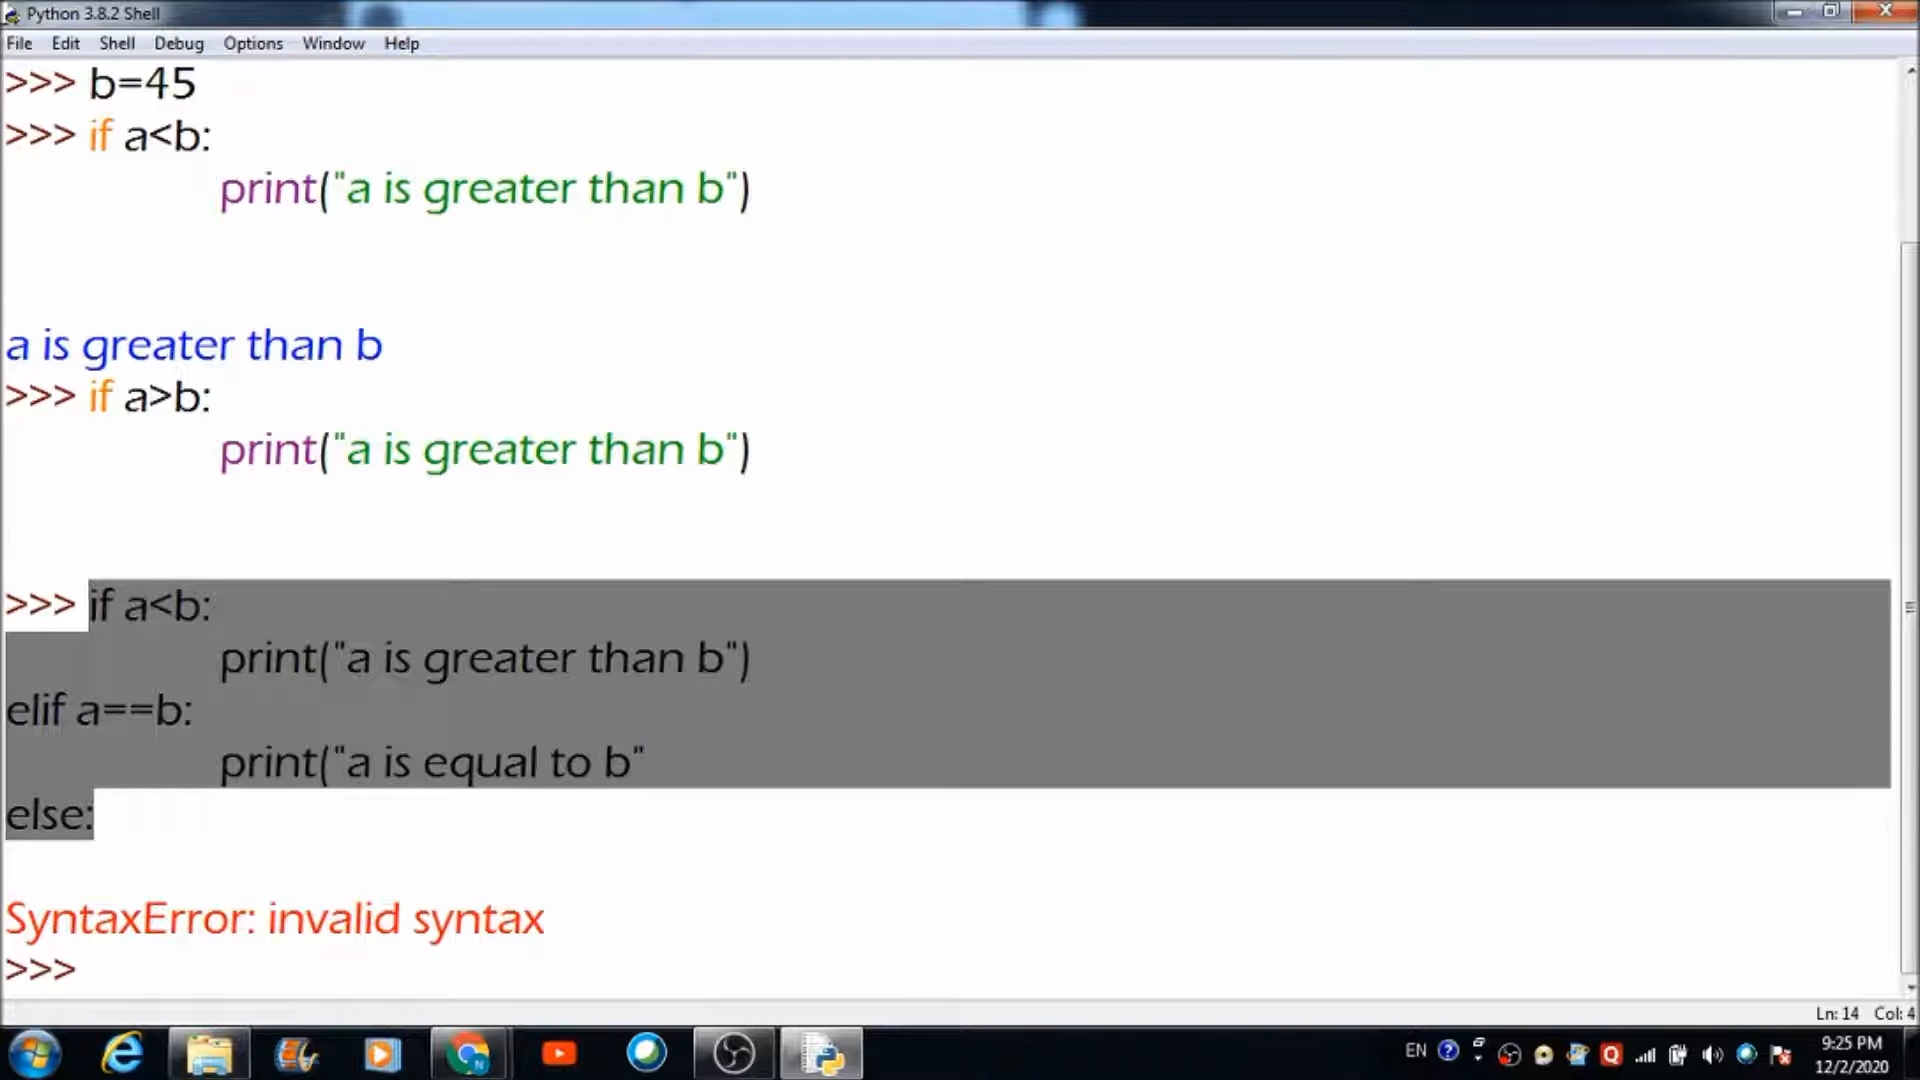 Python 3.8.2 Shell
File Edit Shell Debug Options Window Help
>>> b=45
>>> if a<b:
print("a is greater than b")
a is greater than b
>>> if a>b:
print("a is greater than b")
>>> if a<b:
print("a is greater than b")
elif a==b:
print("a is equal to b"
else:
SyntaxError: invalid syntax
>>>
Ln: 14 Col: 4
EN
9:25 PM
12/2/2020